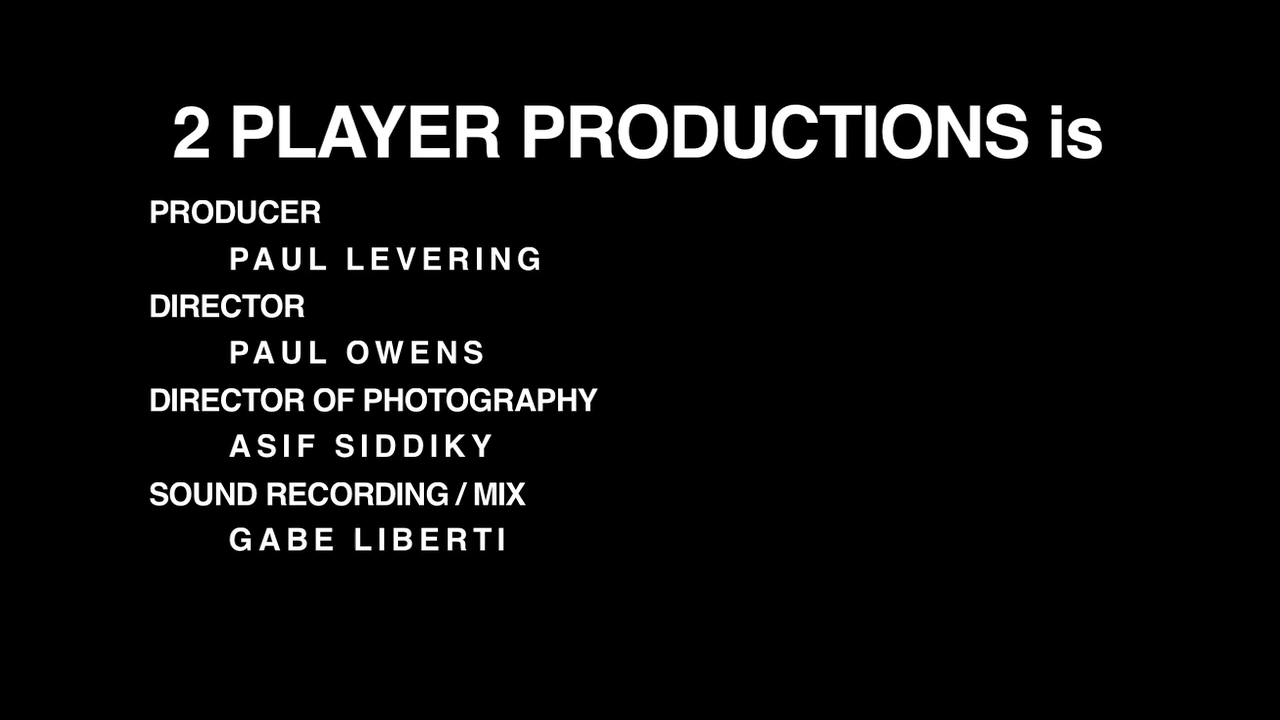 2 PLAYER PRODUCTIONS is
PRODUCER
PAUL LEVERING
DIRECTOR
PAUL OWENS
DIRECTOR OF PHOTOGRAPHY
ASIF SIDDIKY
SOUND RECORDING / MIX
GABE LIBERTI